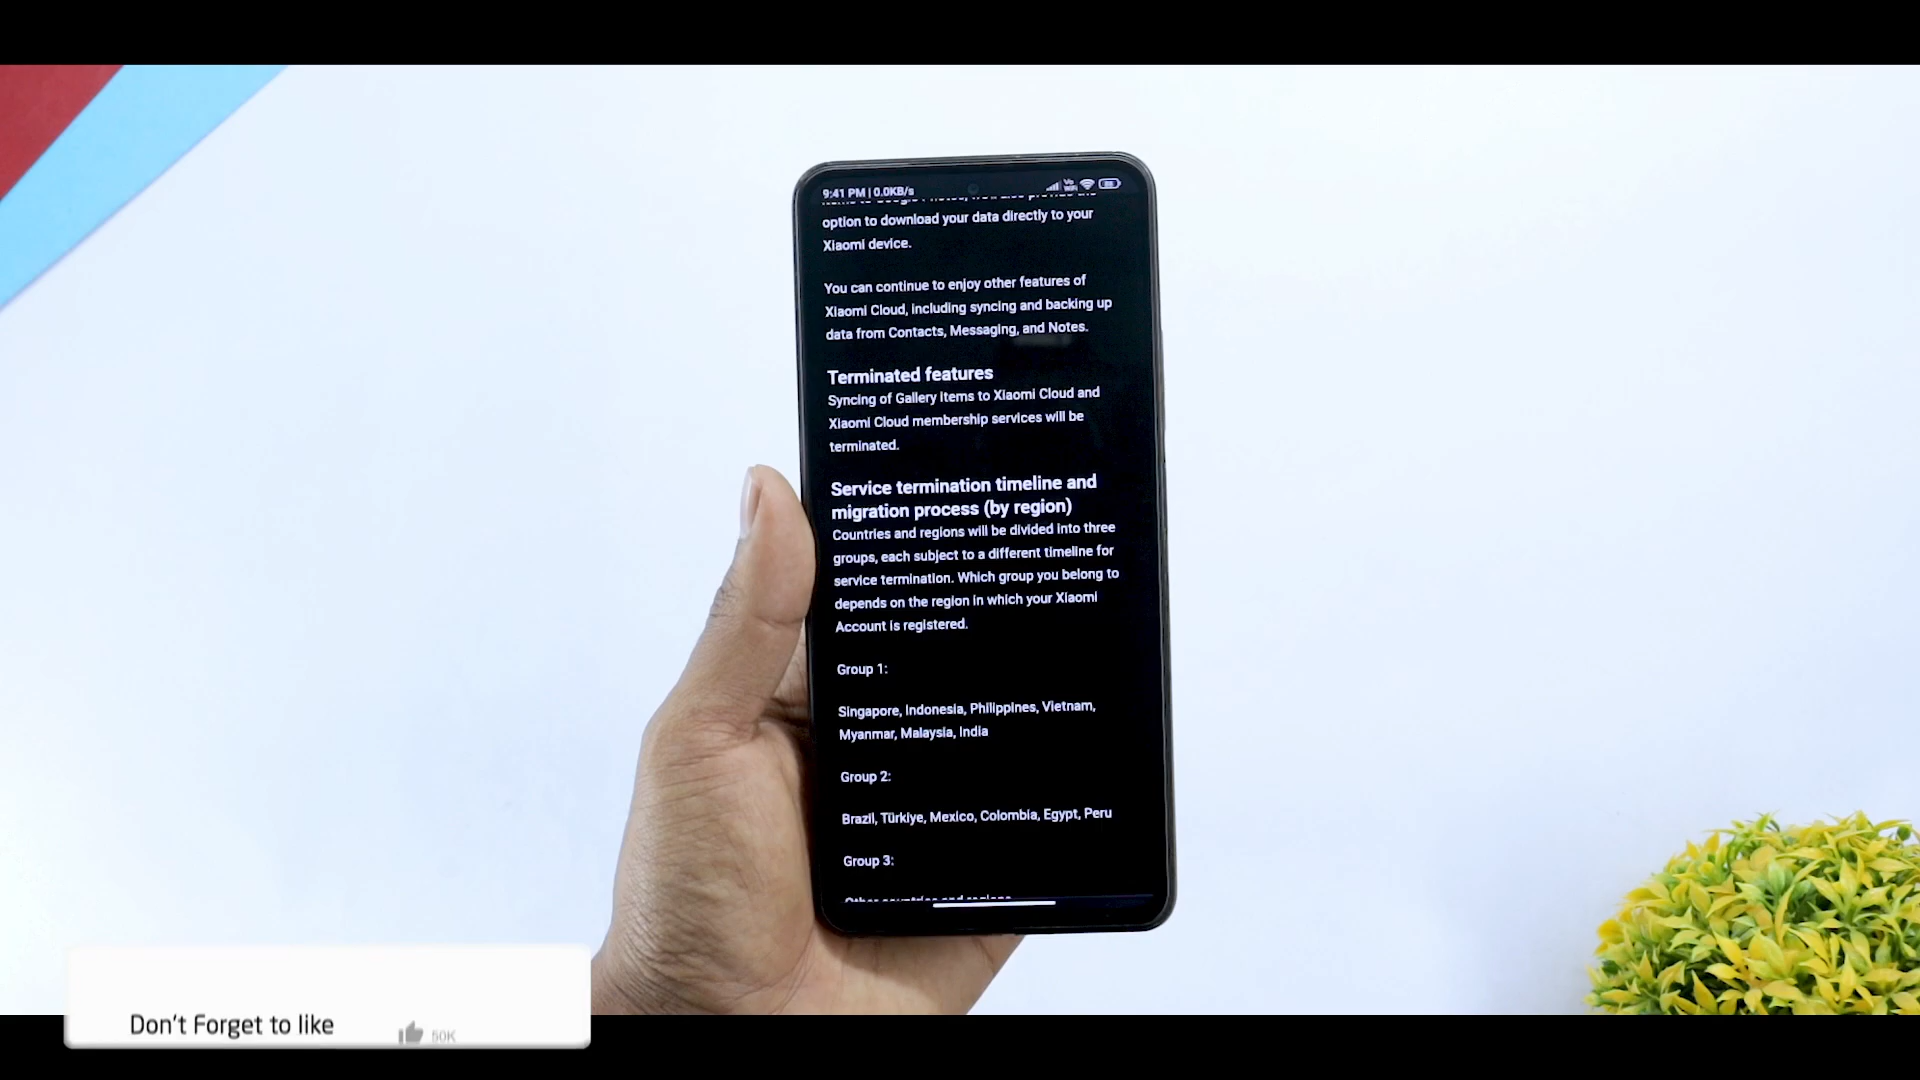 9:41 PM | 0.0KB/s
option to download your data directly to your
Xiaomi device.
You can continue to enjoy other features of
Xiaomi Cloud, including syncing and backing up
data from Contacts, Messaging, and Notes.
Terminated features
Syncing of Gallery items to Xiaomi Cloud and
Xiaomi Cloud membership services will be
terminated.
Service termination timeline and
migration process (by region)
Countries and regions will be divided into three
groups, each subject to a different timeline for
service termination. Which group you belong to
depends on the region in which your Xiaomi
Account is registered.
Group 1:
Singapore, Indonesia, Philippines, Vietnam,
Myanmar, Malaysia, India
Group 2:
Brazil, Türkiye, Mexico, Colombia, Egypt, Peru
Group 3:
Other countries and regions
Don't Forget to like
50K